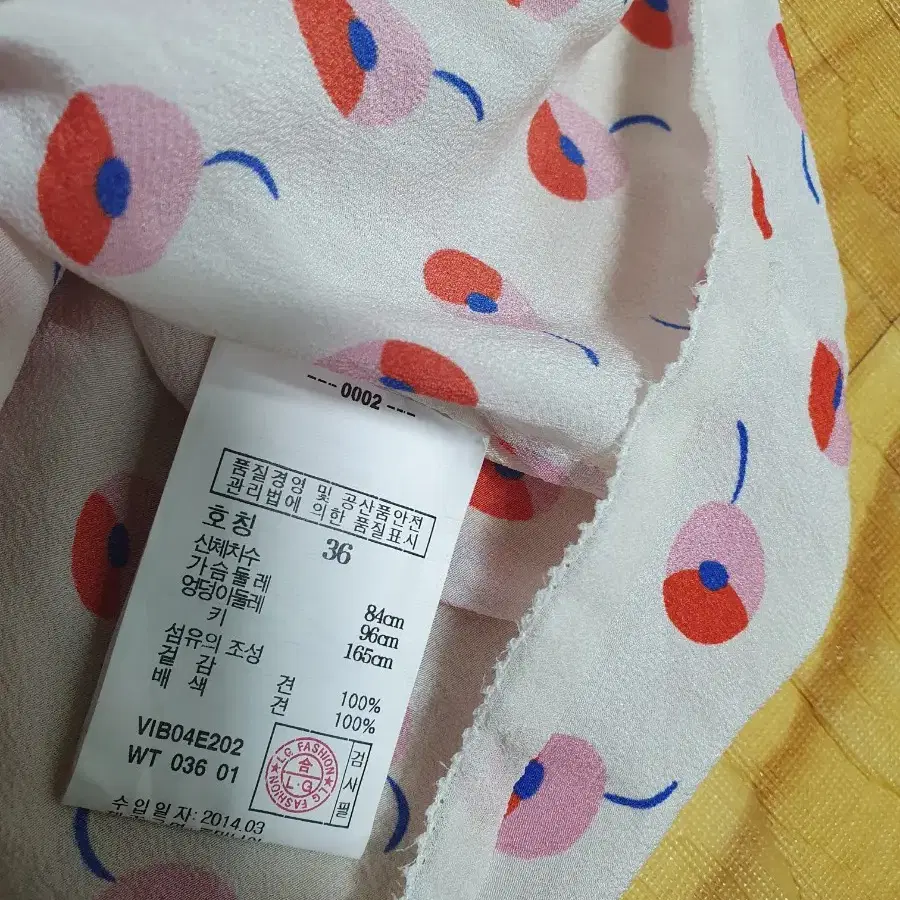 --- 0002 ---
품질경영 및 공산품안전
관리법에 의한 품질표시
호칭 36
신체치수
가슴둘레 84cm
엉덩이둘레 96cm
키 165cm
섬유의 조성
겉감 견 100%
배색 견 100%
VIB04E202
WT 036 01
LG FASHION
合
L·G
LG FASHION
검사필
수입일자: 2014.03